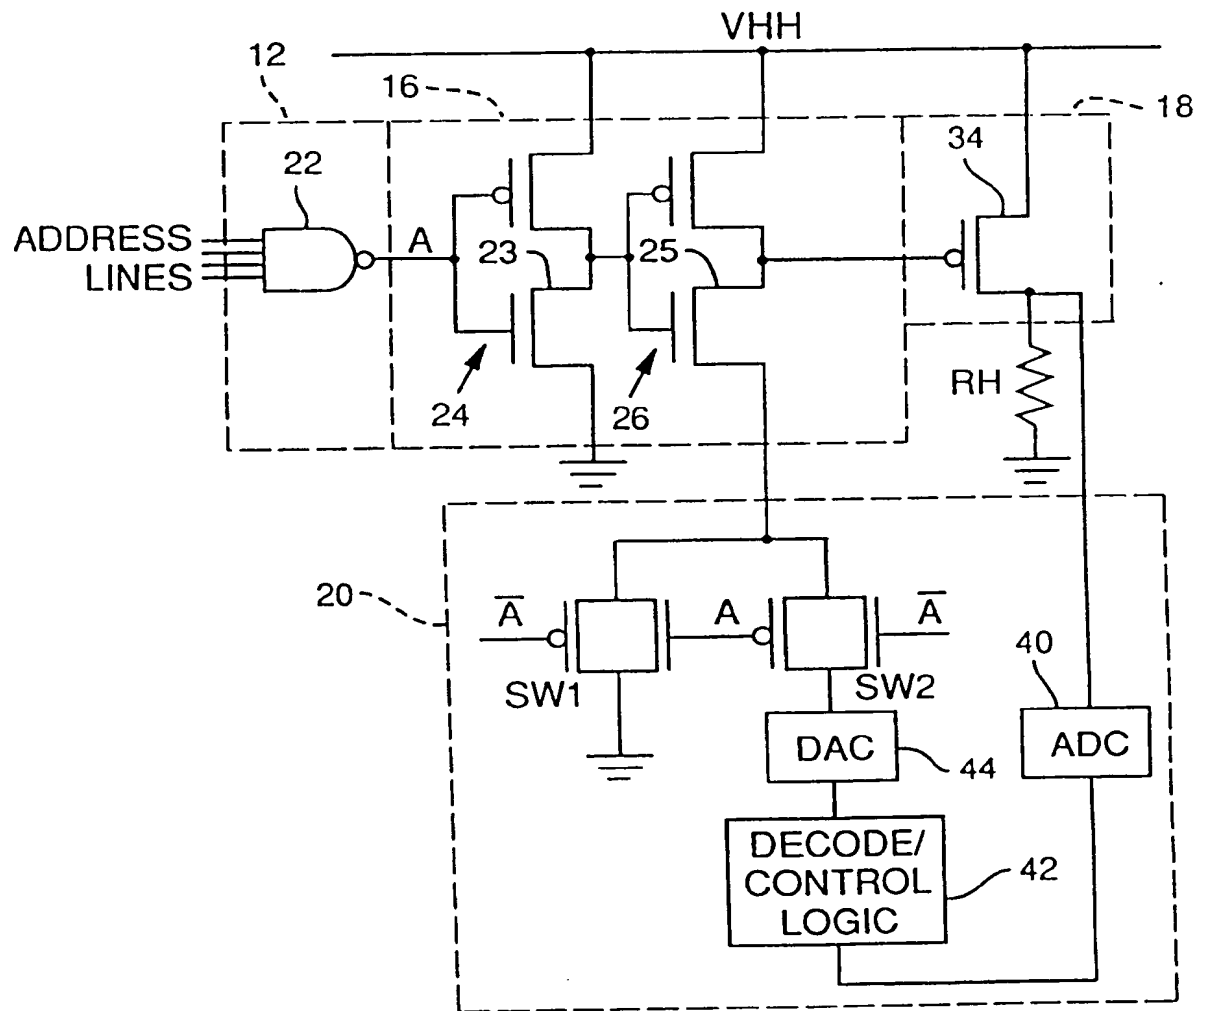 VHH
12
16
18
22
34
ADDRESS
LINES
A
23
25
24
26
RH
20
A̅
A
A̅
SW1
SW2
40
DAC
44
ADC
DECODE/
CONTROL
LOGIC
42